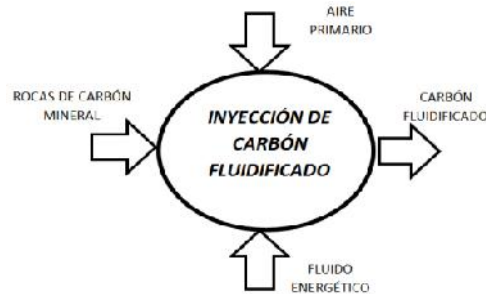 AIRE
PRIMARIO
ROCAS DE CARBÓN
MINERAL
INYECCIÓN DE
CARBÓN
FLUIDIFICADO
CARBÓN
FLUIDIFICADO
FLUIDO
ENERGÉTICO